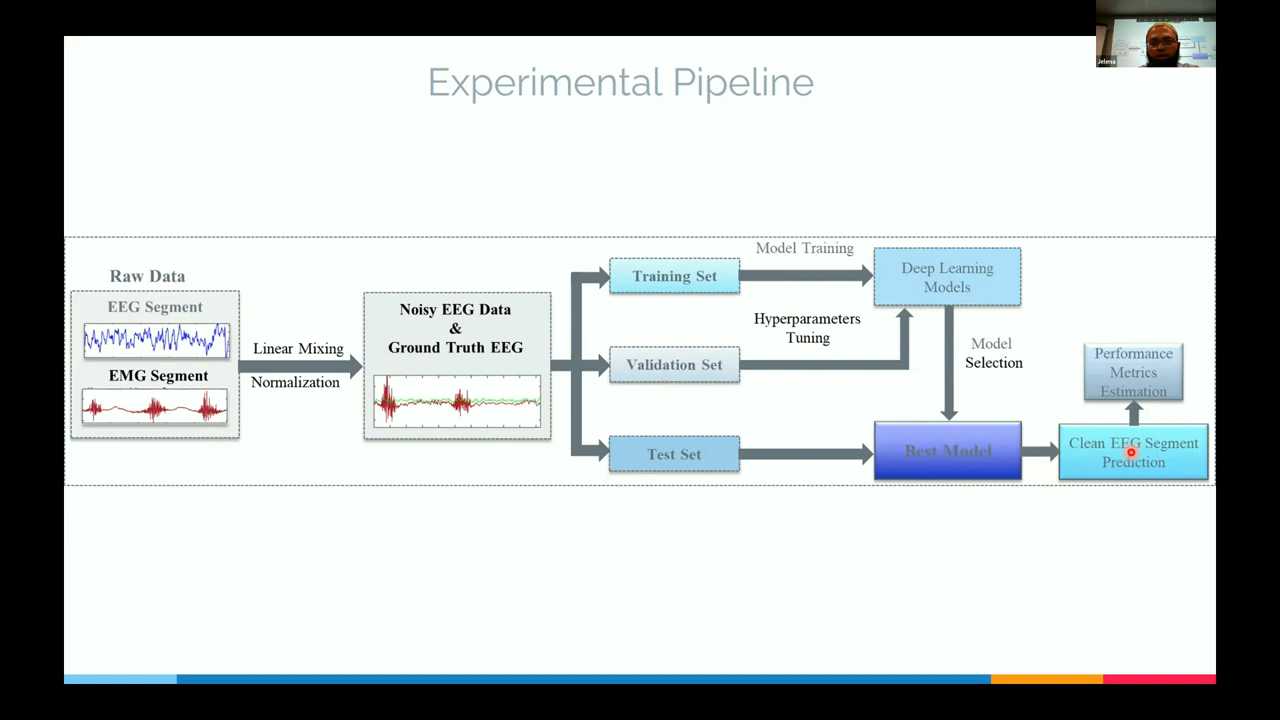 Jelena
Experimental Pipeline
Raw Data
EEG Segment
EMG Segment
Linear Mixing
Normalization
Noisy EEG Data
&
Ground Truth EEG
Training Set
Validation Set
Test Set
Model Training
Hyperparameters
Tuning
Deep Learning
Models
Model
Selection
Best Model
Clean EEG Segment
Prediction
Performance
Metrics
Estimation